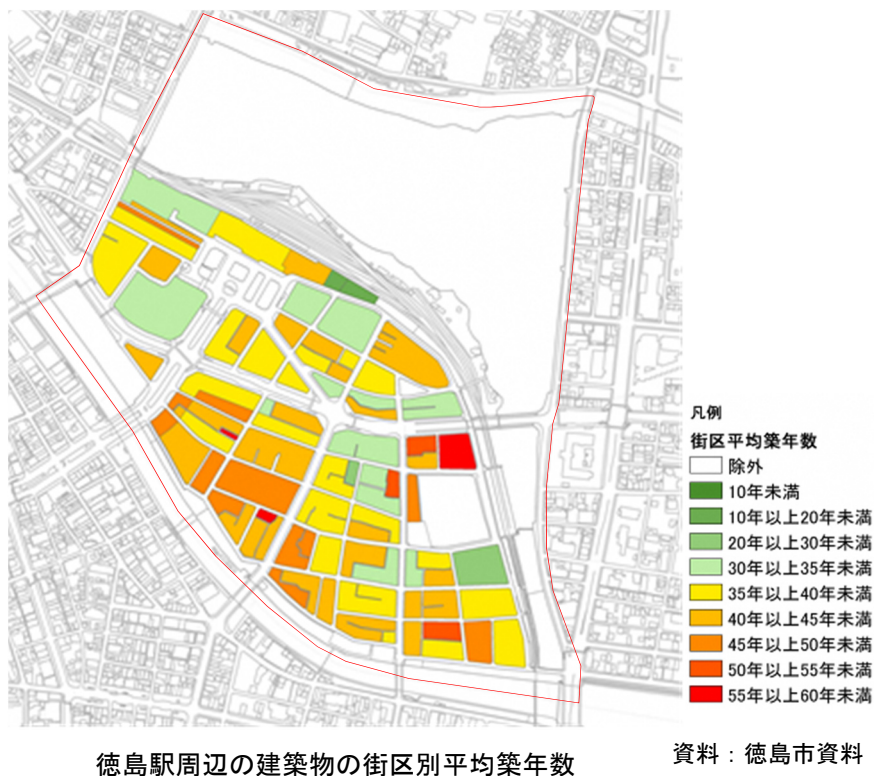 凡例
街区平均築年数
除外
10年未満
10年以上20年未満
20年以上30年未満
30年以上35年未満
35年以上40年未満
40年以上45年未満
45年以上50年未満
50年以上55年未満
55年以上60年未満
徳島駅周辺の建築物の街区別平均築年数
資料：徳島市資料